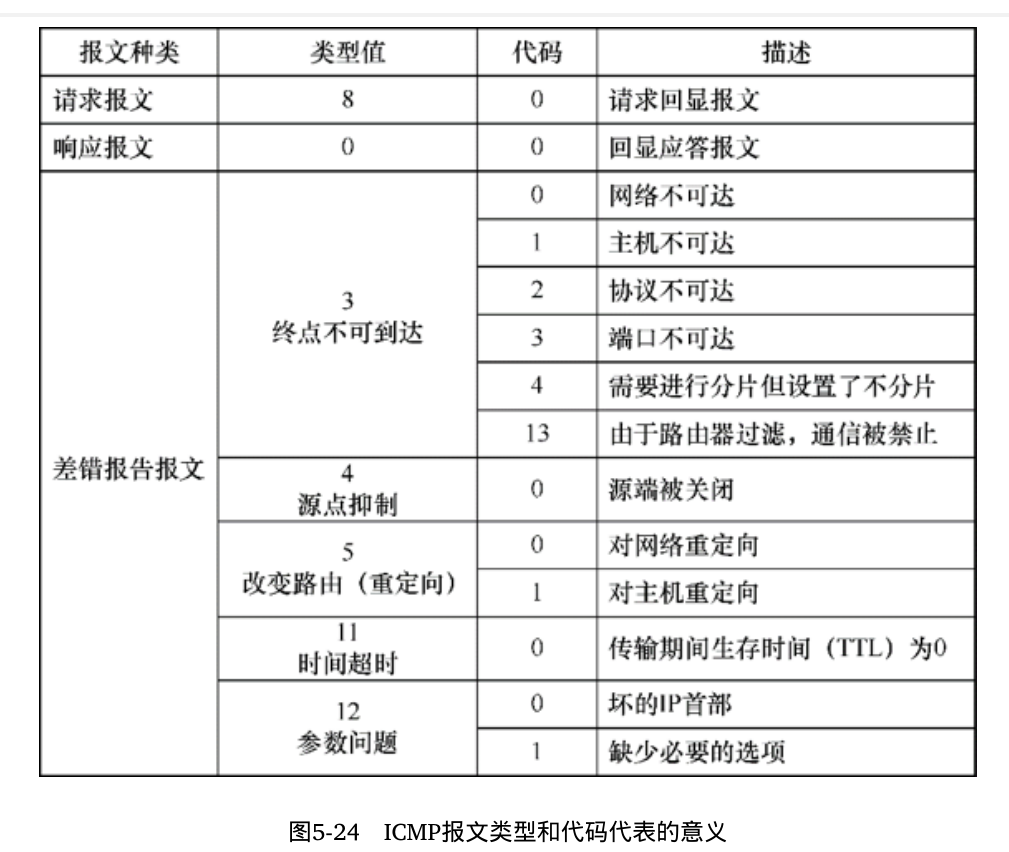 报文种类 类型值 代码 描述
请求报文 8 0 请求回显报文
响应报文 0 0 回显应答报文
差错报告报文
3
终点不可到达
0 网络不可达
1 主机不可达
2 协议不可达
3 端口不可达
4 需要进行分片但设置了不分片
13 由于路由器过滤，通信被禁止
4
源点抑制
0 源端被关闭
5
改变路由（重定向）
0 对网络重定向
1 对主机重定向
11
时间超时
0 传输期间生存时间（TTL）为0
12
参数问题
0 坏的IP首部
1 缺少必要的选项
图5-24 ICMP报文类型和代码代表的意义